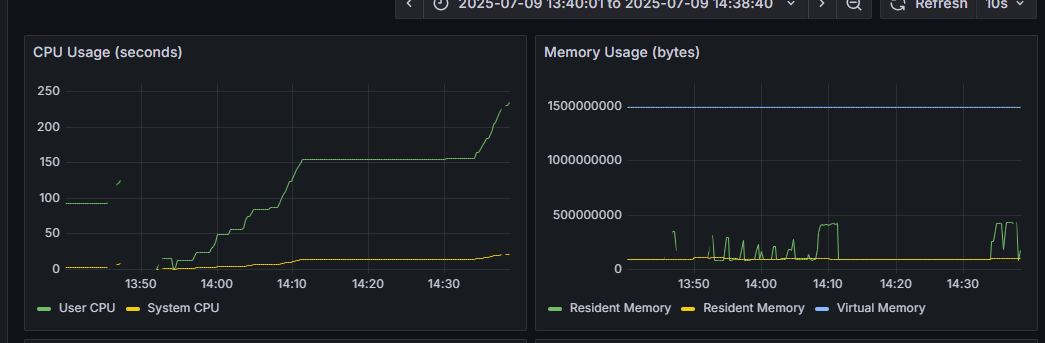 2025-07-09 13:40:01 to 2025-07-09 14:38:40
Refresh
10s
CPU Usage (seconds)
250
200
150
100
50
0
13:50
14:00
14:10
14:20
14:30
User CPU
System CPU
Memory Usage (bytes)
1500000000
1000000000
500000000
0
13:50
14:00
14:10
14:20
14:30
Resident Memory
Resident Memory
Virtual Memory